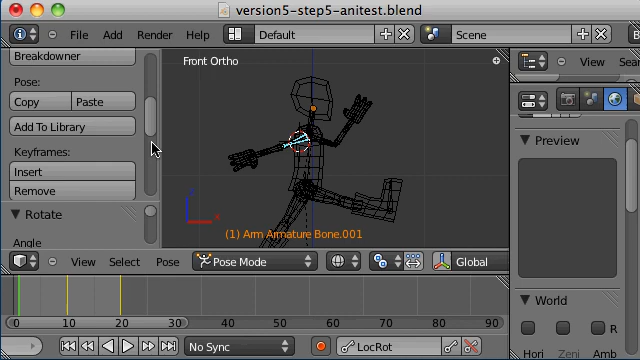 version5-step5-anitest.blend
File Add Render Help Default Scene
Breakdowner
Front Ortho
View
Pose:
Copy Paste
Add To Library
Keyframes:
Insert
Remove
Preview
Rotate
Angle
(1) Arm Armature Bone.001
View Select Pose Pose Mode Global
World
0 10 20 30 40 50 60 70 80 90
R
No Sync LocRot
Hori Zeni Amb